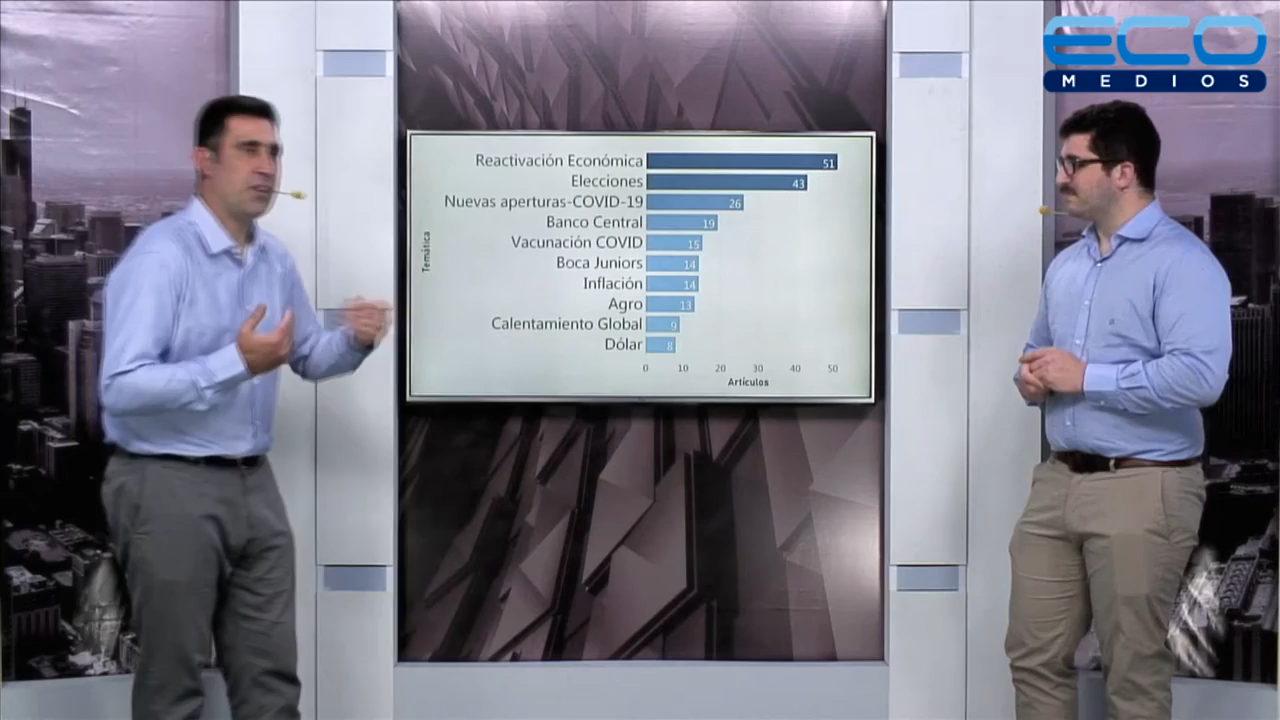 ECO
MEDIOS
Reactivación Económica 51
Elecciones 43
Nuevas aperturas-COVID-19 26
Banco Central 19
Vacunación COVID 15
Boca Juniors 14
Inflación 14
Agro 13
Calentamiento Global 9
Dólar 8
Temática
0 10 20 30 40 50
Artículos